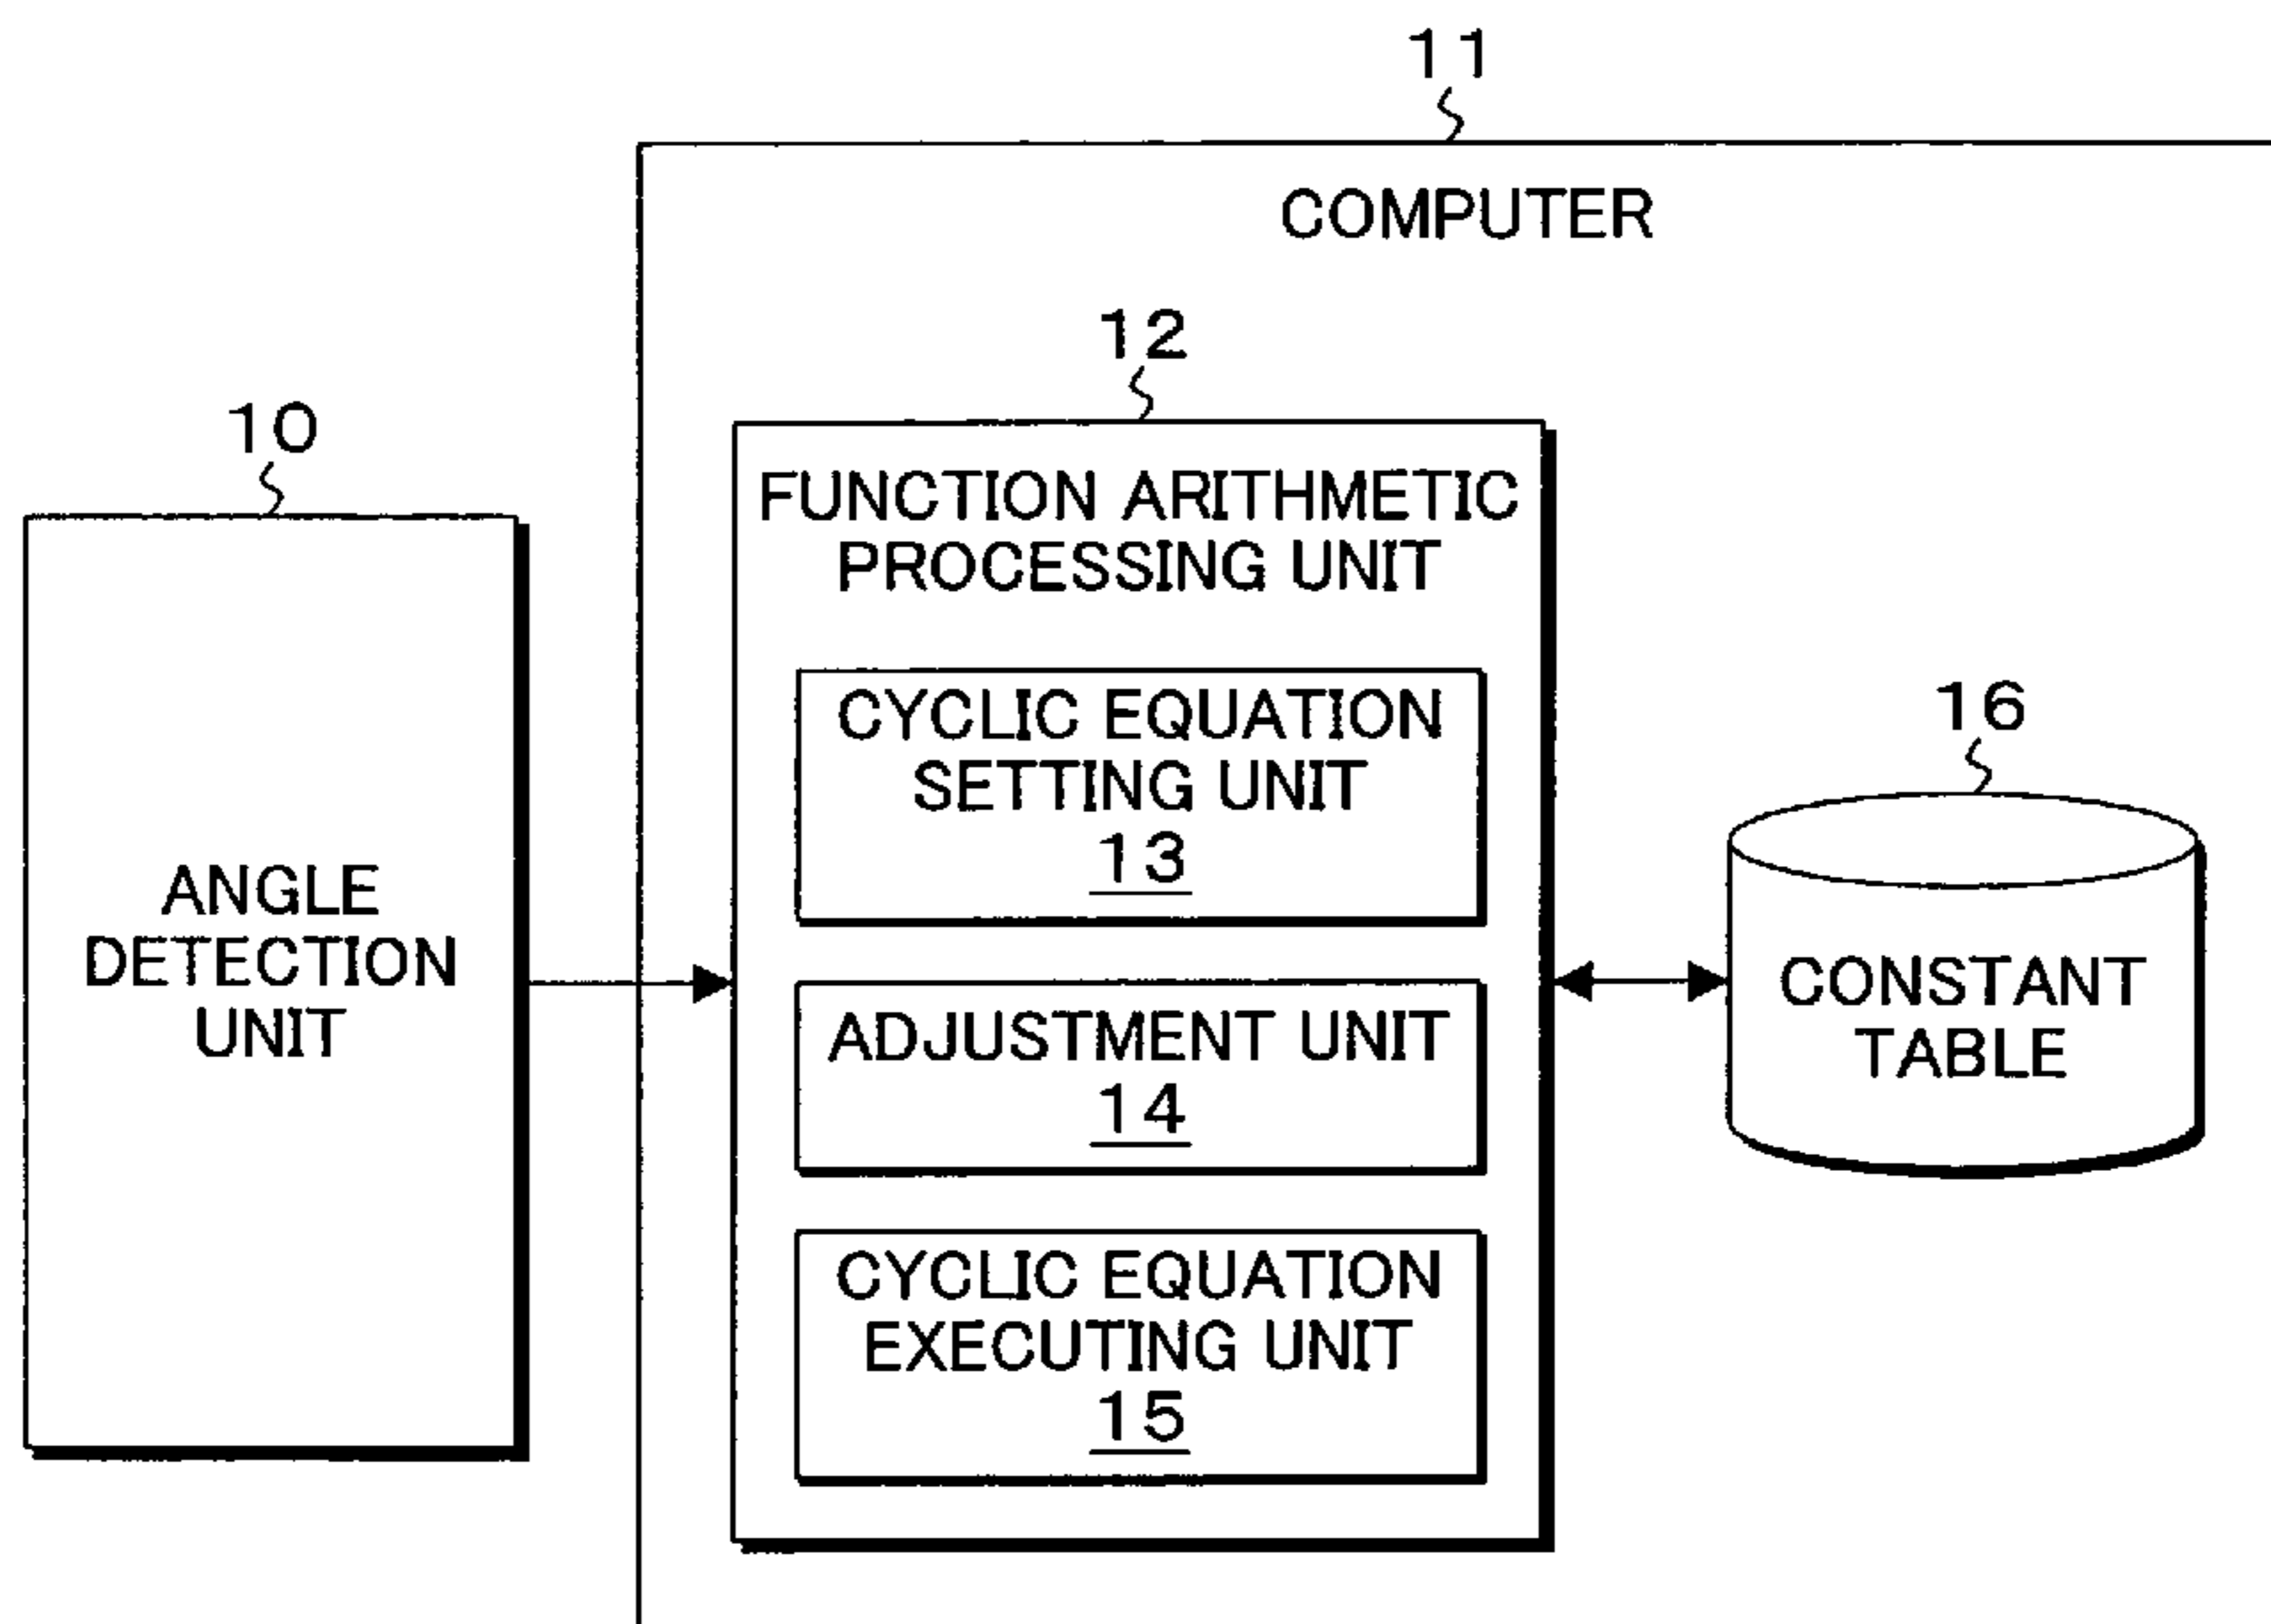 11
COMPUTER
12
10
FUNCTION ARITHMETIC
PROCESSING UNIT
CYCLIC EQUATION
SETTING UNIT
13
16
ANGLE
DETECTION
UNIT
ADJUSTMENT UNIT
14
CONSTANT
TABLE
CYCLIC EQUATION
EXECUTING UNIT
15